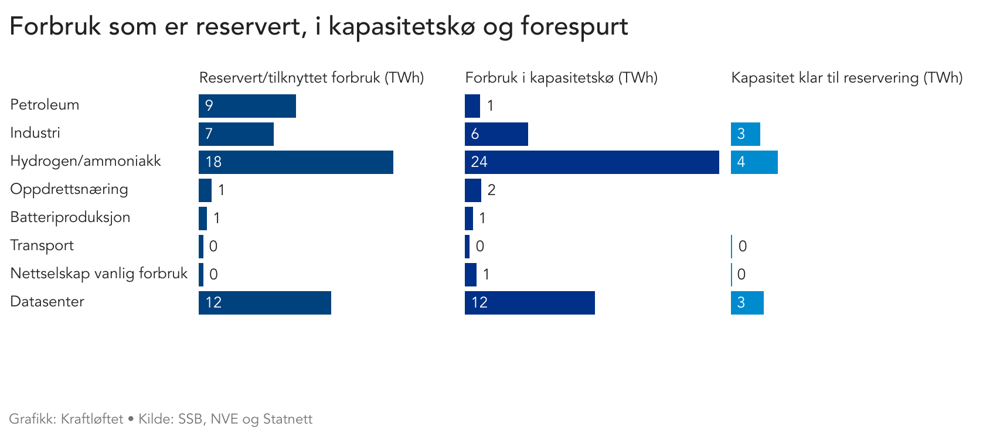 Forbruk som er reservert, i kapasitetskø og forespurt
Reservert/tilknyttet forbruk (TWh) Forbruk i kapasitetskø (TWh) Kapasitet klar til reservering (TWh)
Petroleum 9 1
Industri 7 6 3
Hydrogen/ammoniakk 18 24 4
Oppdrettsnæring 1 2
Batteriproduksjon 1 1
Transport 0 0 0
Nettselskap vanlig forbruk 0 1 0
Datasenter 12 12 3
Grafikk: Kraftløftet • Kilde: SSB, NVE og Statnett